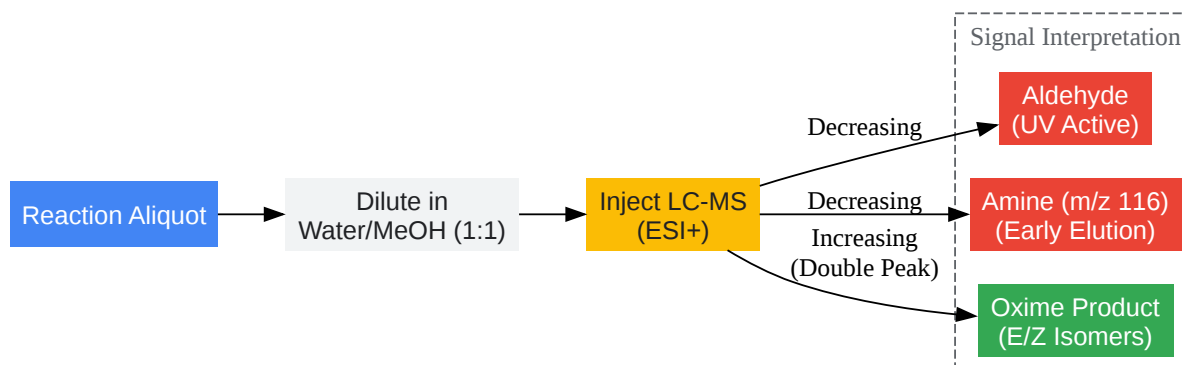 Signal Interpretation
Aldehyde
(UV Active)
Decreasing
Reaction Aliquot
Dilute in
Water/MeOH (1:1)
Inject LC-MS
(ESI+)
Decreasing
Amine (m/z 116)
(Early Elution)
Increasing
(Double Peak)
Oxime Product
(E/Z Isomers)